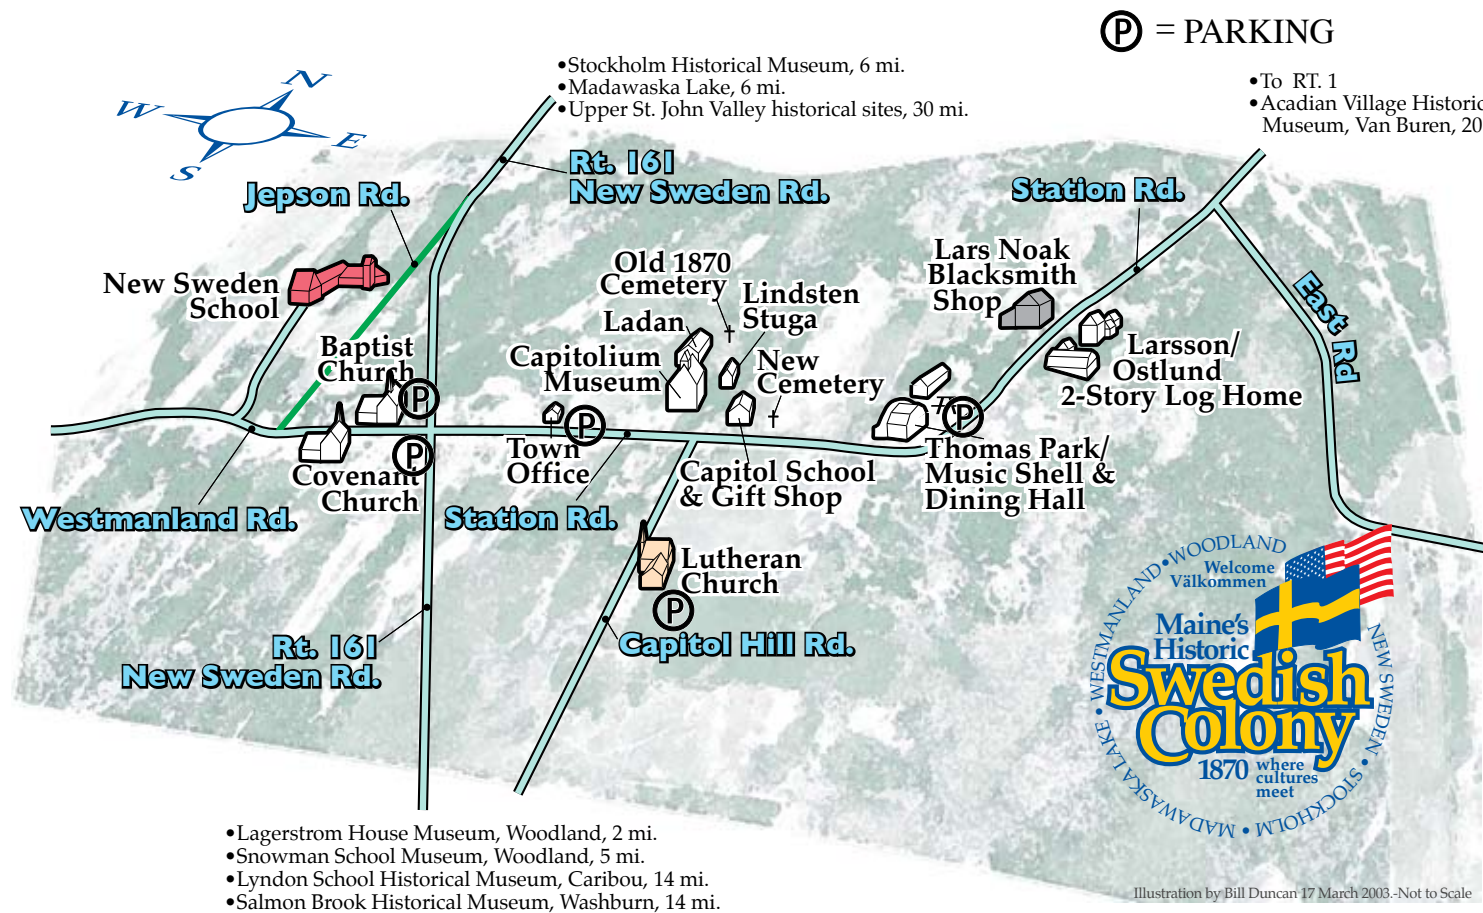 P = PARKING
•Stockholm Historical Museum, 6 mi.
•Madawaska Lake, 6 mi.
•Upper St. John Valley historical sites, 30 mi.
•To RT. 1
•Acadian Village Historic
Museum, Van Buren, 20
N
W
E
S
Jepson Rd.
Rt. 161
New Sweden Rd.
Station Rd.
New Sweden
School
Old 1870
Cemetery
Lindsten
Stuga
Ladan
Capitolium
Museum
New
Cemetery
Lars Noak
Blacksmith
Shop
East Rd
Larsson/
Ostlund
2-Story Log Home
Baptist
Church
P
P
Covenant
Church
Town
Office
P
Capitol School
& Gift Shop
P
Thomas Park/
Music Shell &
Dining Hall
Westmanland Rd.
Station Rd.
Lutheran
Church
P
Capitol Hill Rd.
Rt. 161
New Sweden Rd.
MADAWASKA LAKE • WESTMANLAND • WOODLAND
NEW SWEDEN • STOCKHOLM •
Welcome
Välkommen
Maine's
Historic
Swedish
Colony
1870 where
cultures
meet
•Lagerstrom House Museum, Woodland, 2 mi.
•Snowman School Museum, Woodland, 5 mi.
•Lyndon School Historical Museum, Caribou, 14 mi.
•Salmon Brook Historical Museum, Washburn, 14 mi.
Illustration by Bill Duncan 17 March 2003.-Not to Scale